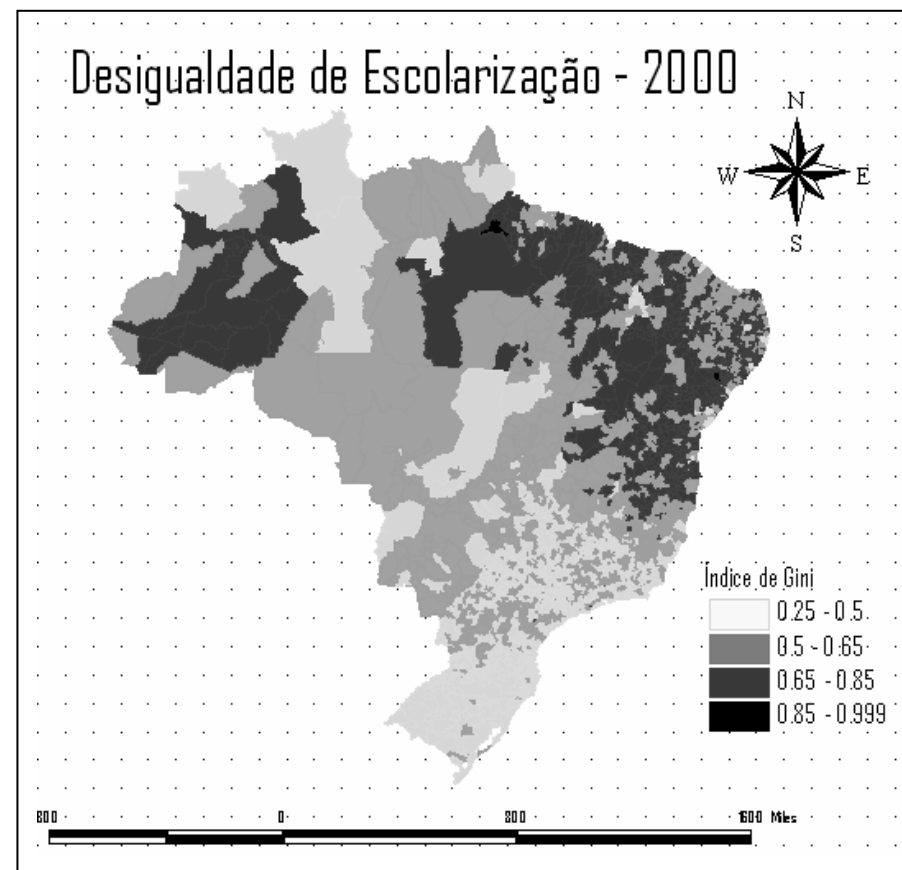 Desigualdade de Escolarização - 2000
N
W E
S
Índice de Gini
0.25 - 0.5
0.5 - 0.65
0.65 - 0.85
0.85 - 0.999
800 0 800 1600 Miles